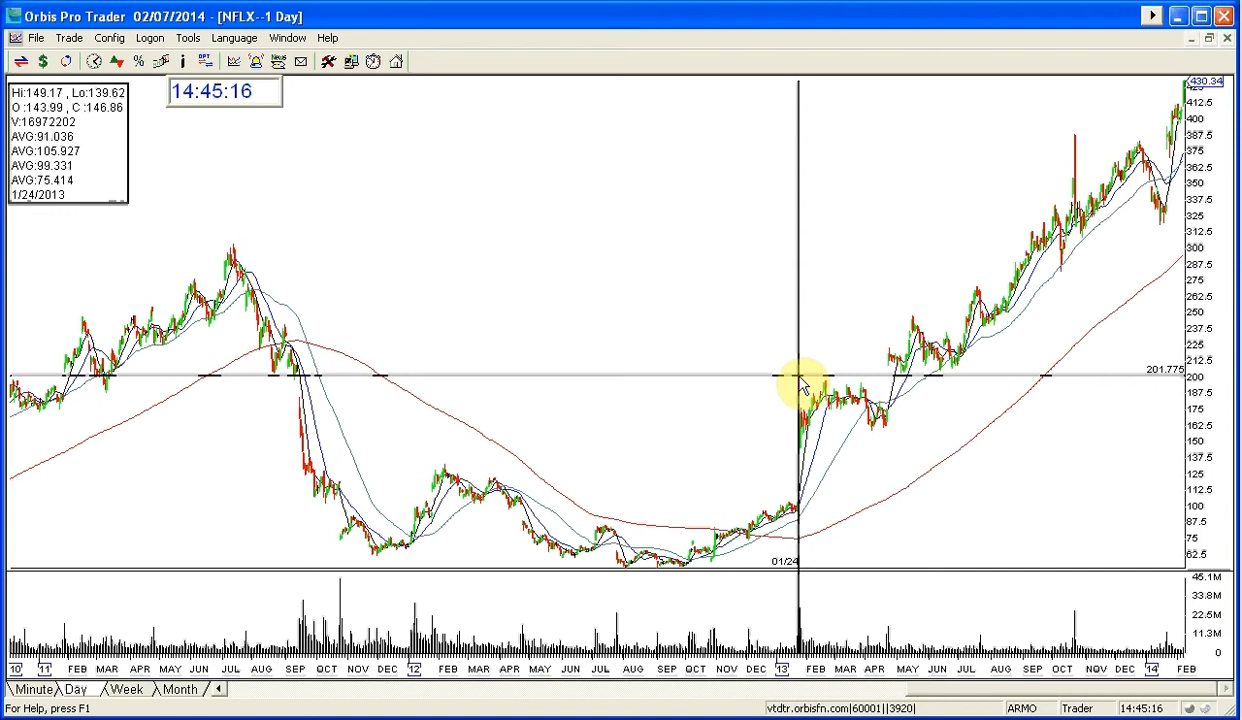 Orbis Pro Trader 02/07/2014 - [NFLX--1 Day]
File Trade Config Logon Tools Language Window Help
$ % i OPT News
Hi:149.17 , Lo:139.62
O :143.99 , C :146.86
V:16972202
AVG:91.036
AVG:105.927
AVG:99.331
AVG:75.414
1/24/2013
14:45:16
430.34
425
412.5
400
387.5
375
362.5
350
337.5
325
312.5
300
287.5
275
262.5
250
237.5
225
212.5
201.775
200
187.5
175
162.5
150
137.5
125
112.5
100
87.5
75
62.5
01/24
45.1M
33.8M
22.5M
11.3M
0
10 11 FEB MAR APR MAY JUN JUL AUG SEP OCT NOV DEC 12 FEB MAR APR MAY JUN JUL AUG SEP OCT NOV DEC 13 FEB MAR APR MAY JUN JUL AUG SEP OCT NOV DEC 14 FEB
Minute Day Week Month
For Help, press F1
vtdtr.orbisfn.com|60001||3920| ARMO Trader 14:45:16